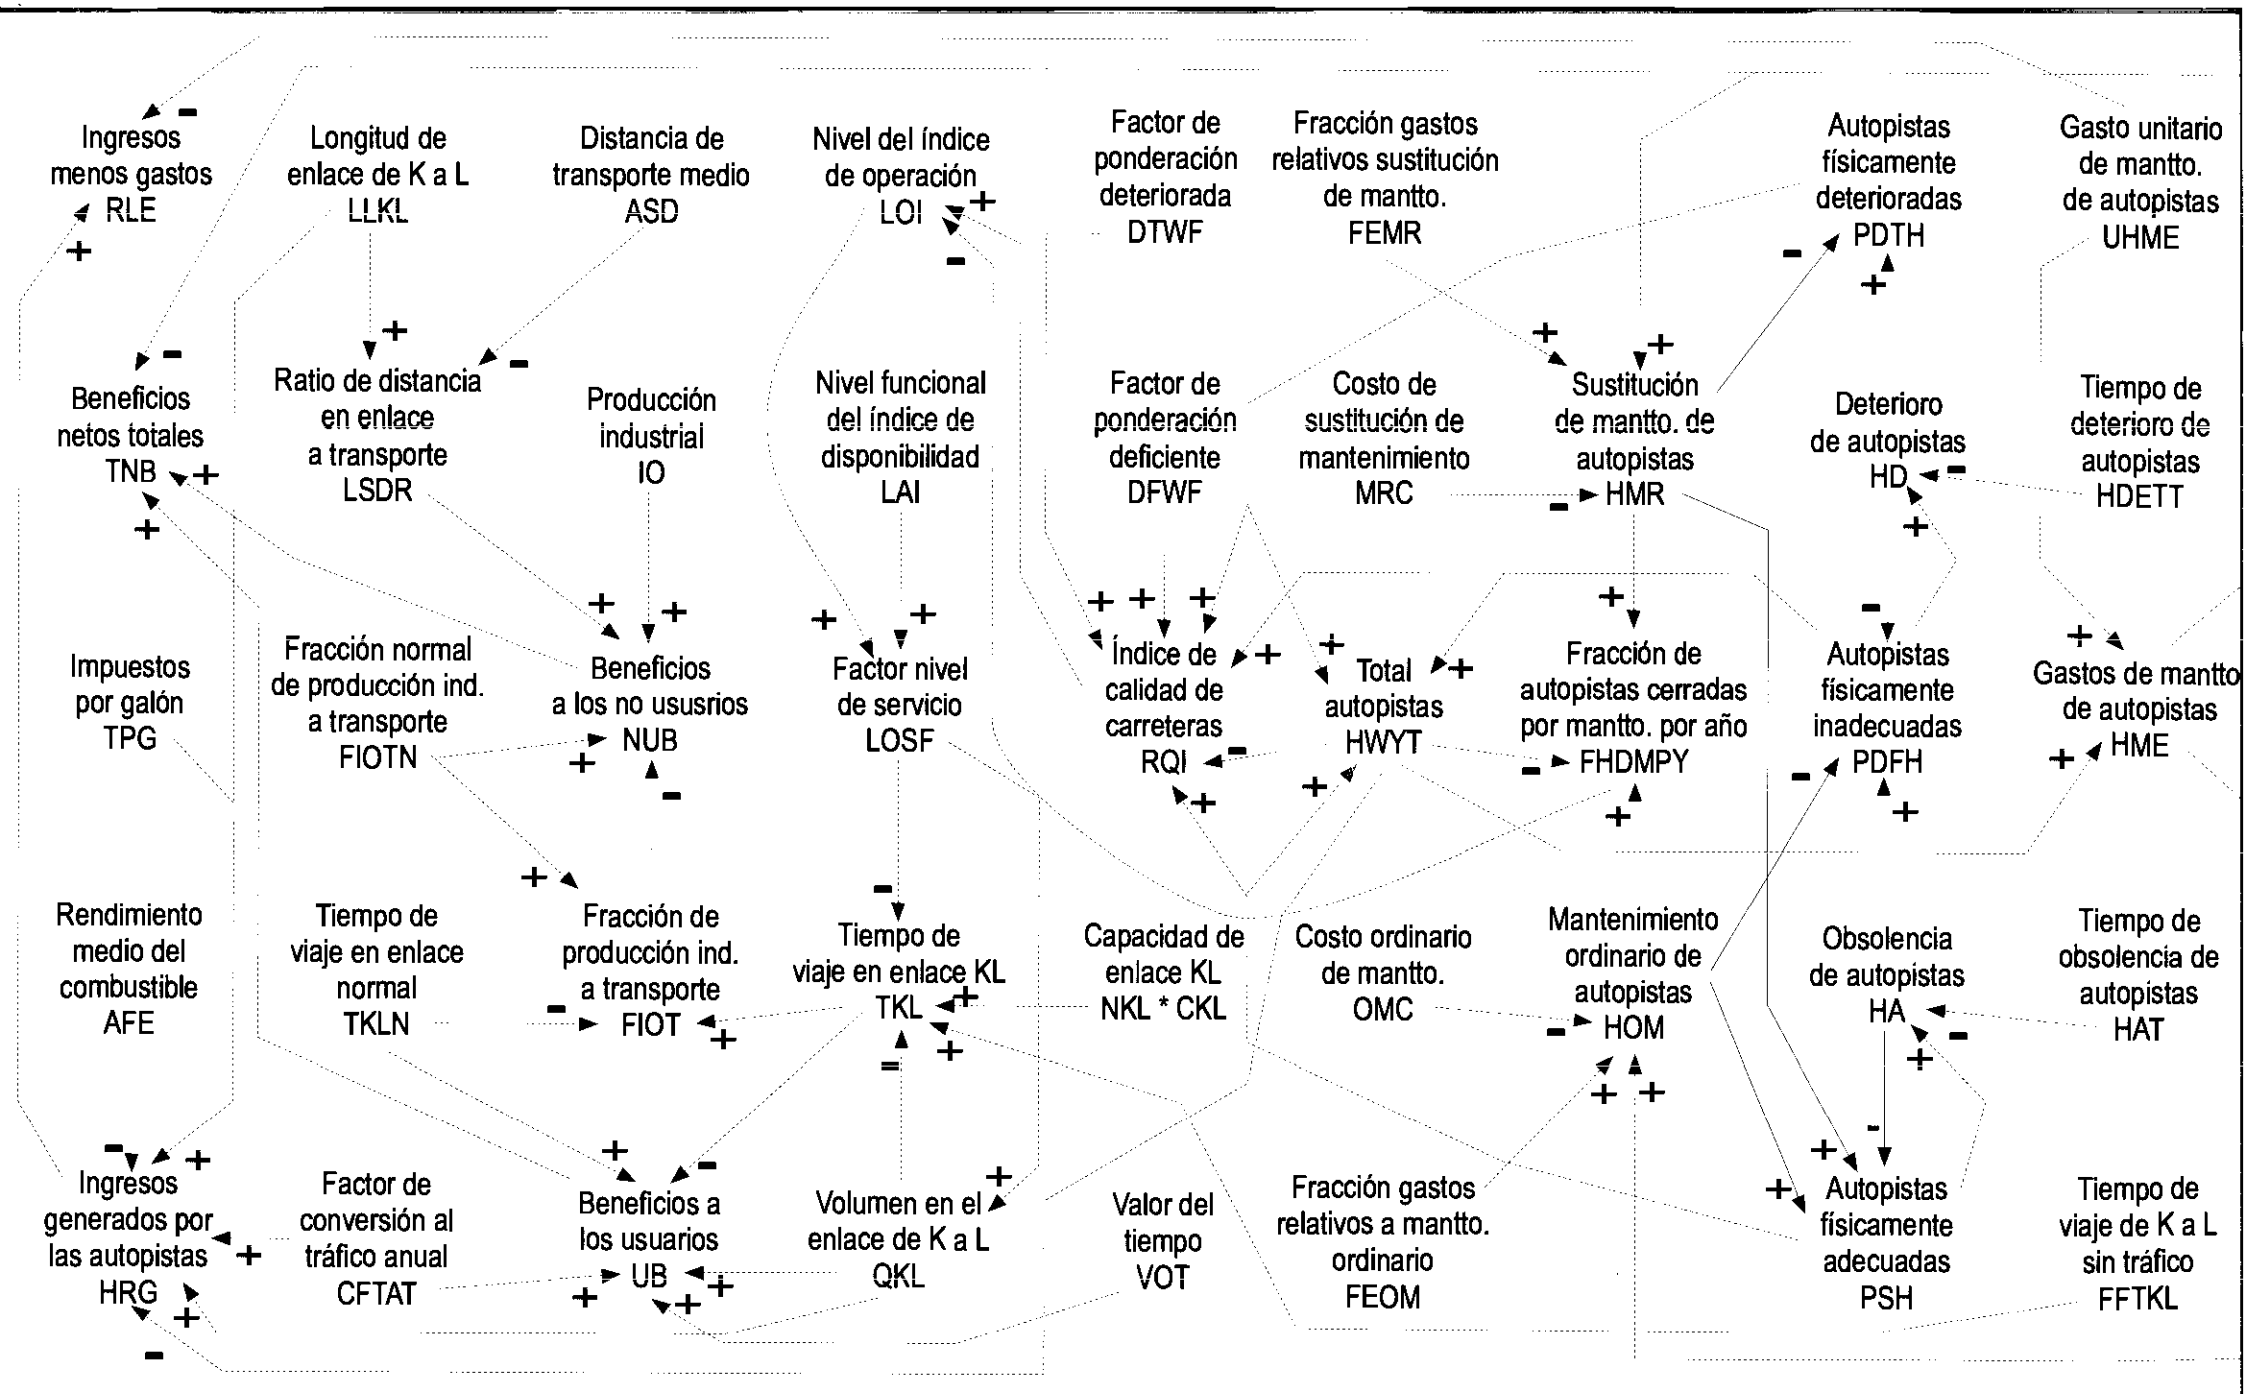 Ingresos
menos gastos
RLE
Longitud de
enlace de K a L
LLKL
Distancia de
transporte medio
ASD
Nivel del índice
de operación
LOI
Factor de
ponderación
deteriorada
DTWF
Fracción gastos
relativos sustitución
de mantto.
FEMR
Autopistas
físicamente
deterioradas
PDTH
Gasto unitario
de mantto.
de autopistas
UHME
Beneficios
netos totales
TNB
Ratio de distancia
en enlace
a transporte
LSDR
Producción
industrial
IO
Nivel funcional
del índice de
disponibilidad
LAI
Factor de
ponderación
deficiente
DFWF
Costo de
sustitución de
mantenimiento
MRC
Sustitución
de mantto. de
autopistas
HMR
Deterioro
de autopistas
HD
Tiempo de
deterioro de
autopistas
HDETT
Impuestos
por galón
TPG
Fracción normal
de producción ind.
a transporte
FIOTN
Beneficios
a los no ususrios
NUB
Factor nivel
de servicio
LOSF
Índice de
calidad de
carreteras
RQI
Total
autopistas
HWYT
Fracción de
autopistas cerradas
por mantto. por año
FHDMPY
Autopistas
físicamente
inadecuadas
PDFH
Gastos de mantto
de autopistas
HME
Rendimiento
medio del
combustible
AFE
Tiempo de
viaje en enlace
normal
TKLN
Fracción de
producción ind.
a transporte
FIOT
Tiempo de
viaje en enlace KL
TKL
Capacidad de
enlace KL
NKL * CKL
Costo ordinario
de mantto.
OMC
Mantenimiento
ordinario de
autopistas
HOM
Obsolencia
de autopistas
HA
Tiempo de
obsolencia de
autopistas
HAT
Ingresos
generados por
las autopistas
HRG
Factor de
conversión al
tráfico anual
CFTAT
Beneficios a
los usuarios
UB
Volumen en el
enlace de K a L
QKL
Valor del
tiempo
VOT
Fracción gastos
relativos a mantto.
ordinario
FEOM
Autopistas
físicamente
adecuadas
PSH
Tiempo de
viaje de K a L
sin tráfico
FFTKL